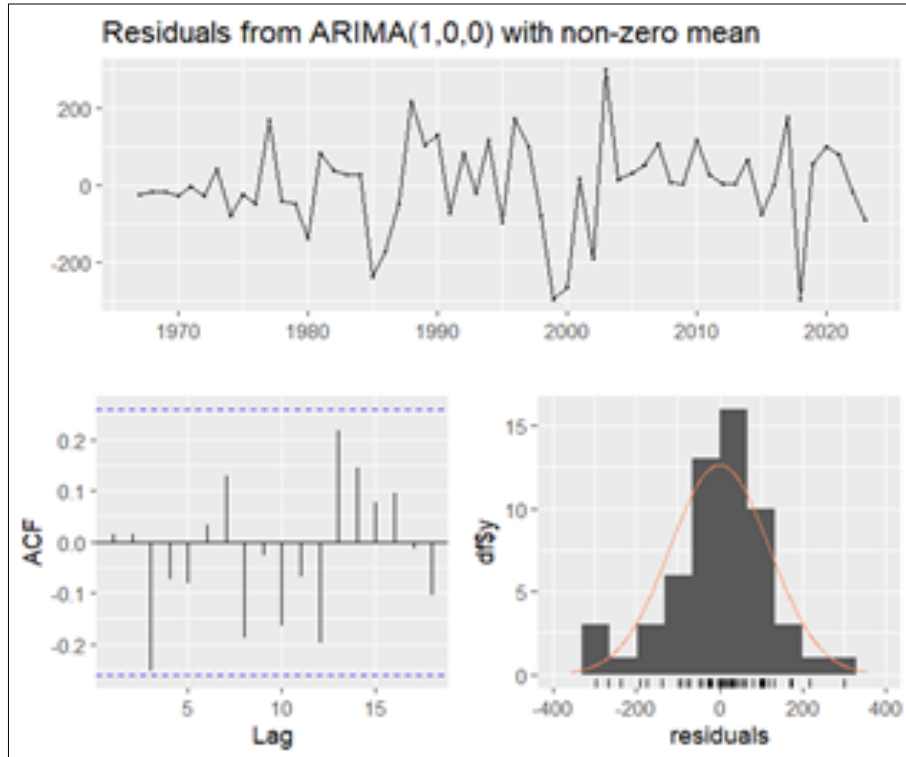 Residuals from ARIMA(1,0,0) with non-zero mean
200
0
-200
1970 1980 1990 2000 2010 2020
ACF
0.2
0.1
0.0
-0.1
-0.2
5 10 15
Lag
df$y
15
10
5
0
-400 -200 0 200 400
residuals